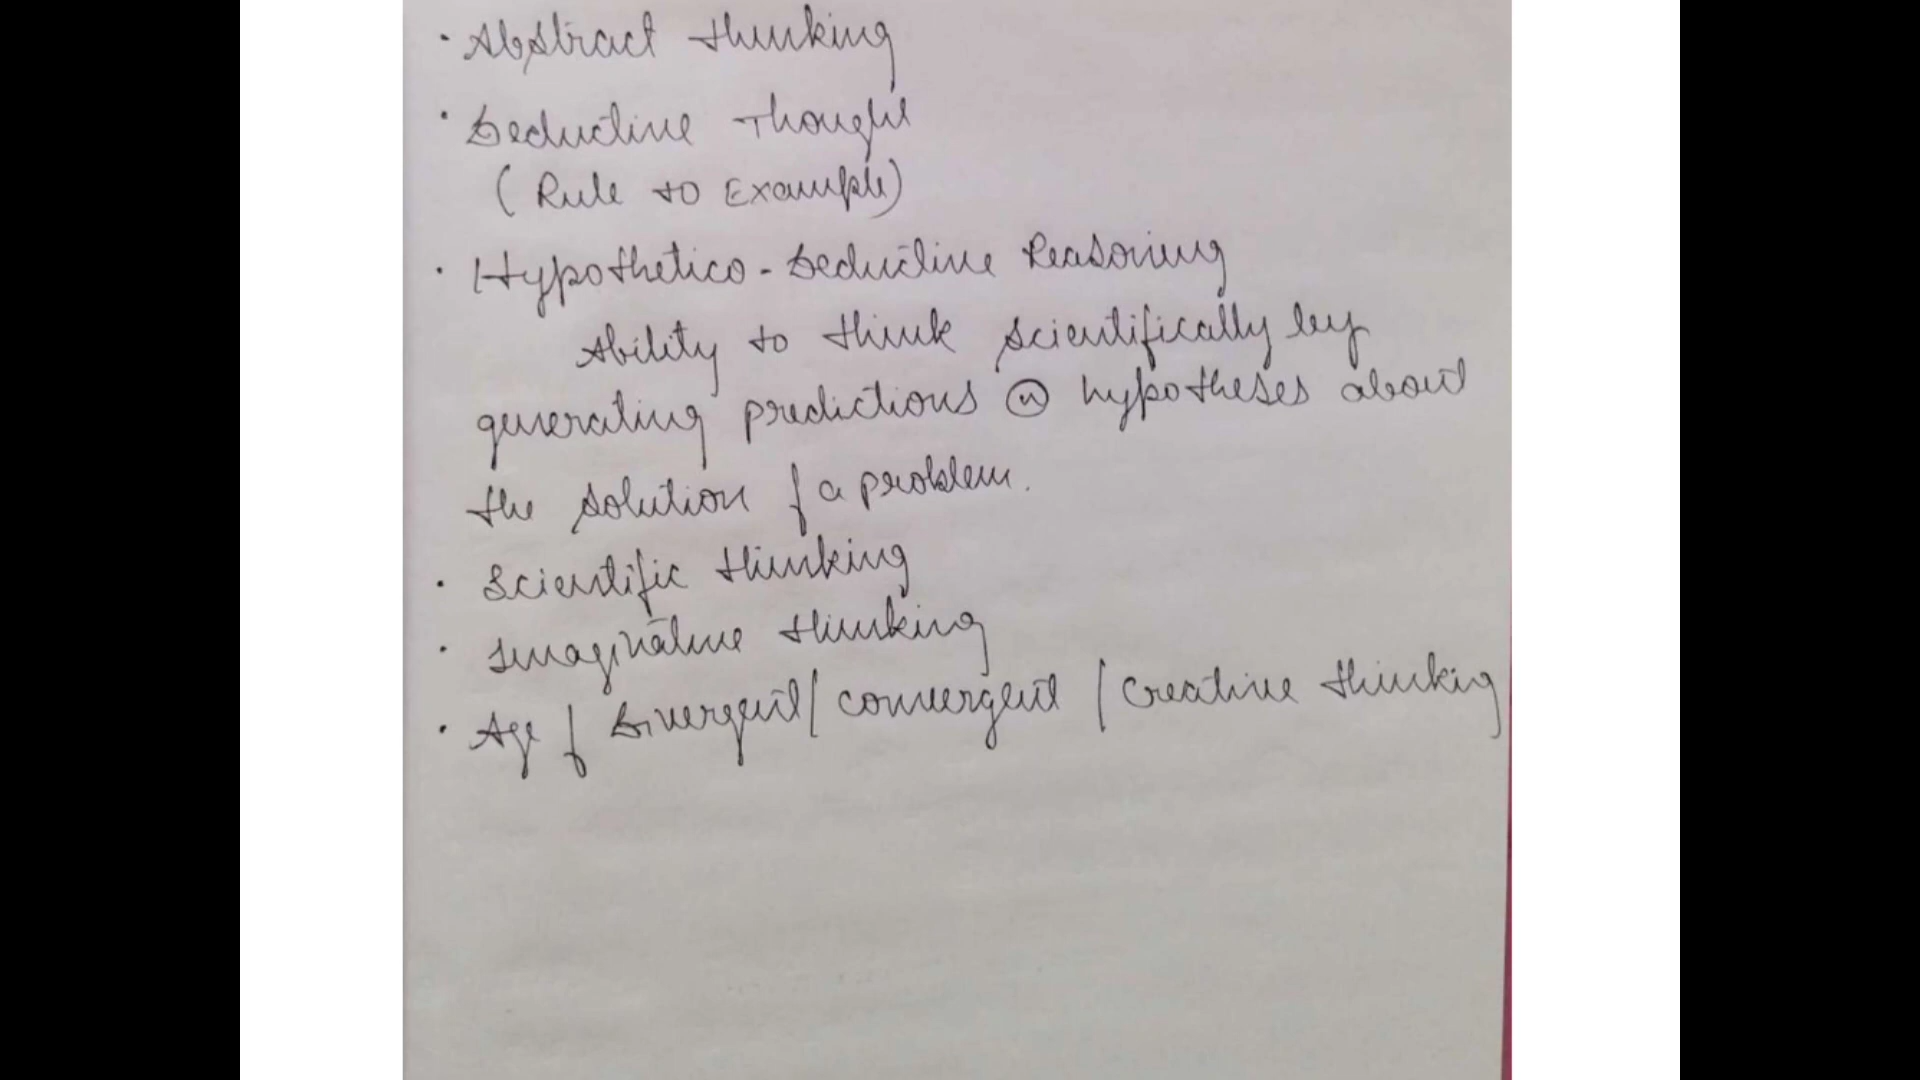 · Abstract thinking
· Deductive Thought
( Rule to Example)
· Hypothetico - Deductive Reasoning
Ability to think scientifically by
generating predictions or hypotheses about
the solution of a problem.
· Scientific thinking
· Imaginative thinking
· Age of Divergent / convergent / creative thinking